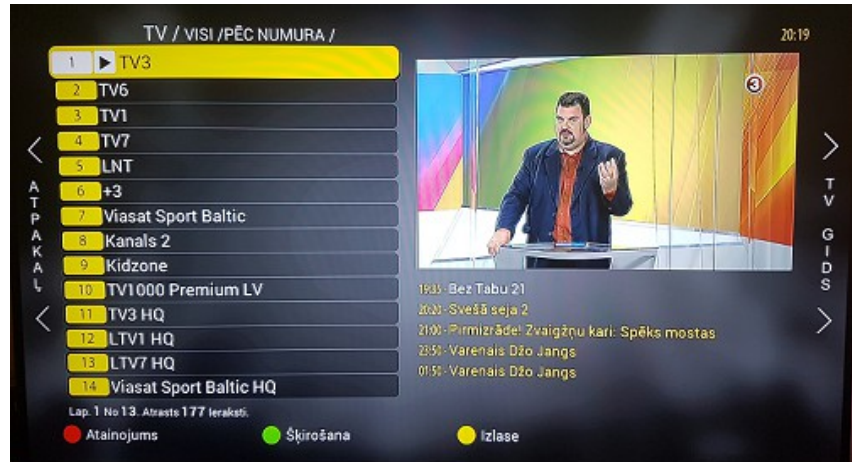 TV / VISI /PĒC NUMURA /
20:19
1 TV3
2 TV6
3 TV1
4 TV7
5 LNT
6 +3
7 Viasat Sport Baltic
8 Kanals 2
9 Kidzone
10 TV1000 Premium LV
11 TV3 HQ
12 LTV1 HQ
13 LTV7 HQ
14 Viasat Sport Baltic HQ
Lap. 1 No 13. Atrasts 177 Ieraksti.
Atainojums
Šķirošana
Izlase
ATPAKAĻ
3
19:35 - Bez Tabu 21
20:20 - Svešā seja 2
21:00 - Pirmizrāde! Zvaigžņu kari: Spēks mostas
23:50 - Varenais Džo Jangs
01:50 - Varenais Džo Jangs
TV GIDS